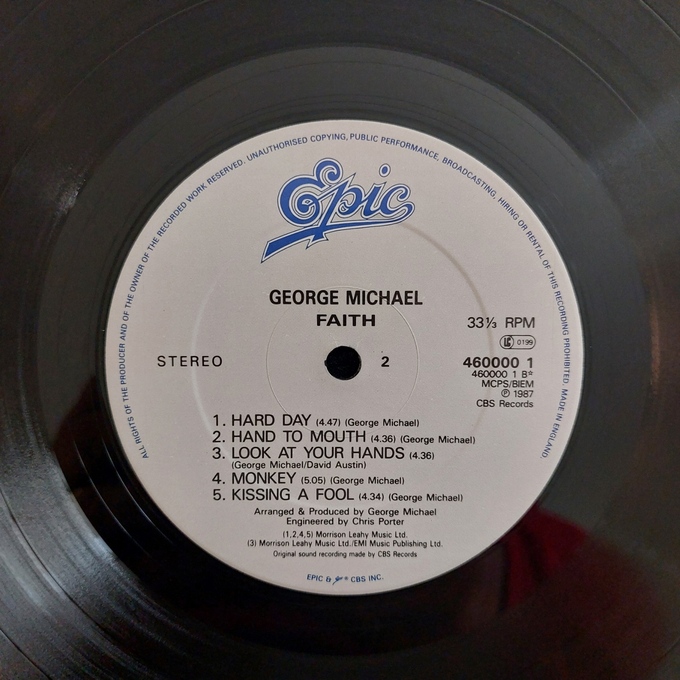 ALL RIGHTS OF THE PRODUCER AND OF THE OWNER OF THE RECORDED WORK RESERVED. UNAUTHORISED COPYING, PUBLIC PERFORMANCE, BROADCASTING, HIRING OR RENTAL OF THIS RECORDING PROHIBITED. MADE IN ENGLAND.
Epic
GEORGE MICHAEL
FAITH
33⅓ RPM
LC 0199
STEREO
2
460000 1
460000 1 B*
MCPS/BIEM
℗ 1987
CBS Records
1. HARD DAY (4.47) (George Michael)
2. HAND TO MOUTH (4.36) (George Michael)
3. LOOK AT YOUR HANDS (4.36)
(George Michael/David Austin)
4. MONKEY (5.05) (George Michael)
5. KISSING A FOOL (4.34) (George Michael)
Arranged & Produced by George Michael
Engineered by Chris Porter
(1,2,4,5) Morrison Leahy Music Ltd.
(3) Morrison Leahy Music Ltd./EMI Music Publishing Ltd.
Original sound recording made by CBS Records
EPIC & Epic ® CBS INC.